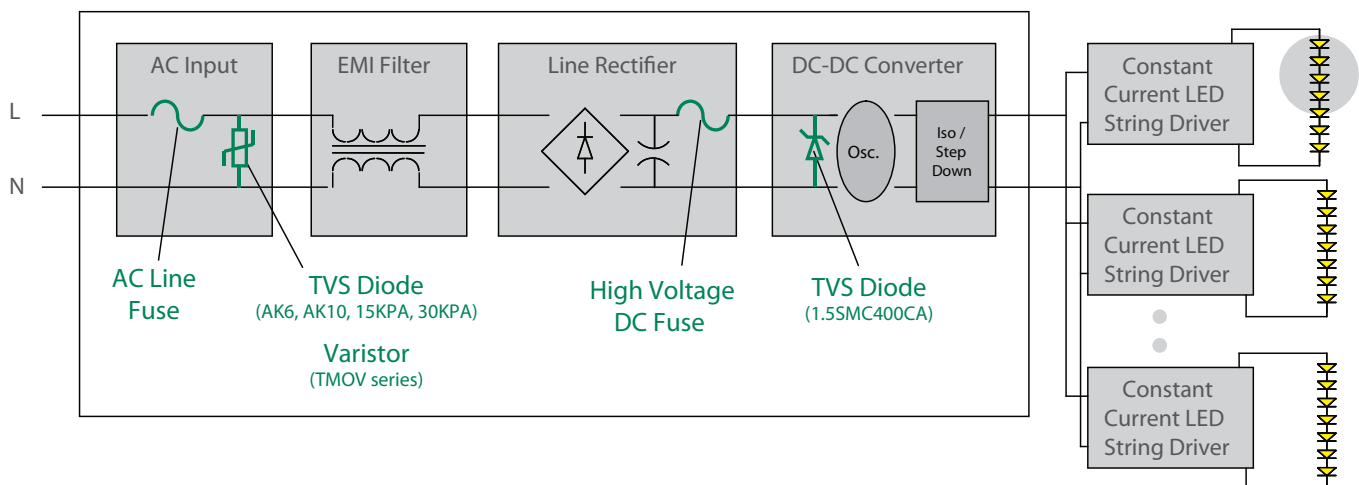 AC Input
EMI Filter
Line Rectifier
DC-DC Converter
L
N
Osc.
Iso /
Step
Down
AC Line
Fuse
TVS Diode
(AK6, AK10, 15KPA, 30KPA)
Varistor
(TMOV series)
High Voltage
DC Fuse
TVS Diode
(1.5SMC400CA)
Constant
Current LED
String Driver
Constant
Current LED
String Driver
Constant
Current LED
String Driver